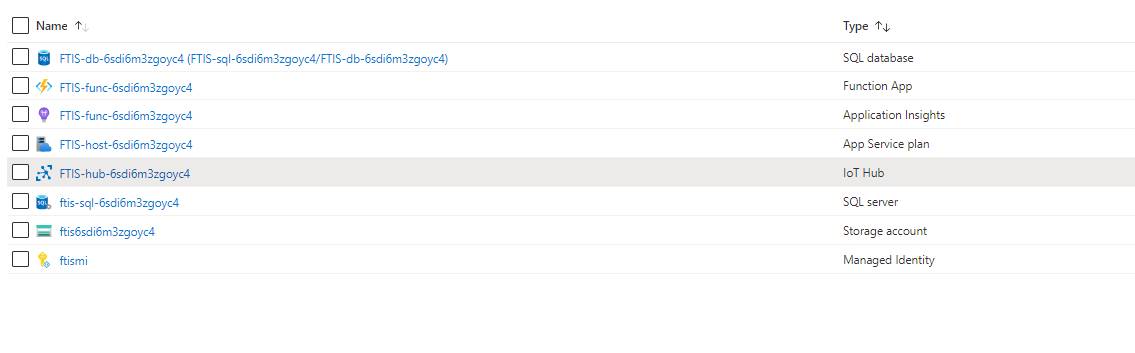 Name ↑↓ Type ↑↓
FTIS-db-6sdi6m3zgoyc4 (FTIS-sql-6sdi6m3zgoyc4/FTIS-db-6sdi6m3zgoyc4) SQL database
FTIS-func-6sdi6m3zgoyc4 Function App
FTIS-func-6sdi6m3zgoyc4 Application Insights
FTIS-host-6sdi6m3zgoyc4 App Service plan
FTIS-hub-6sdi6m3zgoyc4 IoT Hub
ftis-sql-6sdi6m3zgoyc4 SQL server
ftis6sdi6m3zgoyc4 Storage account
ftismi Managed Identity